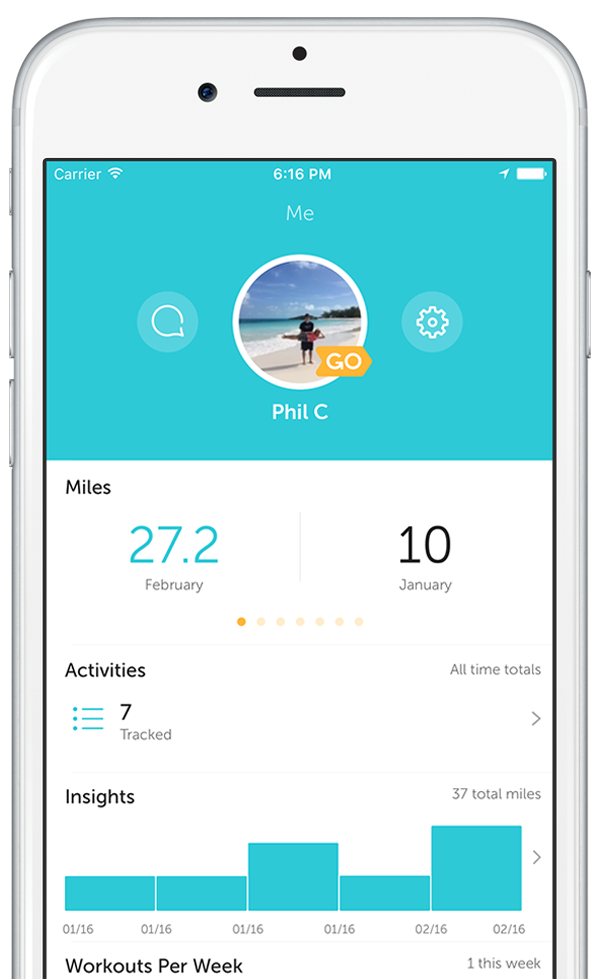 Carrier 6:16 PM
Me
GO
Phil C
Miles
27.2 10
February January
Activities All time totals
7
Tracked
Insights 37 total miles
01/16 01/16 01/16 01/16 02/16 02/16
Workouts Per Week 1 this week